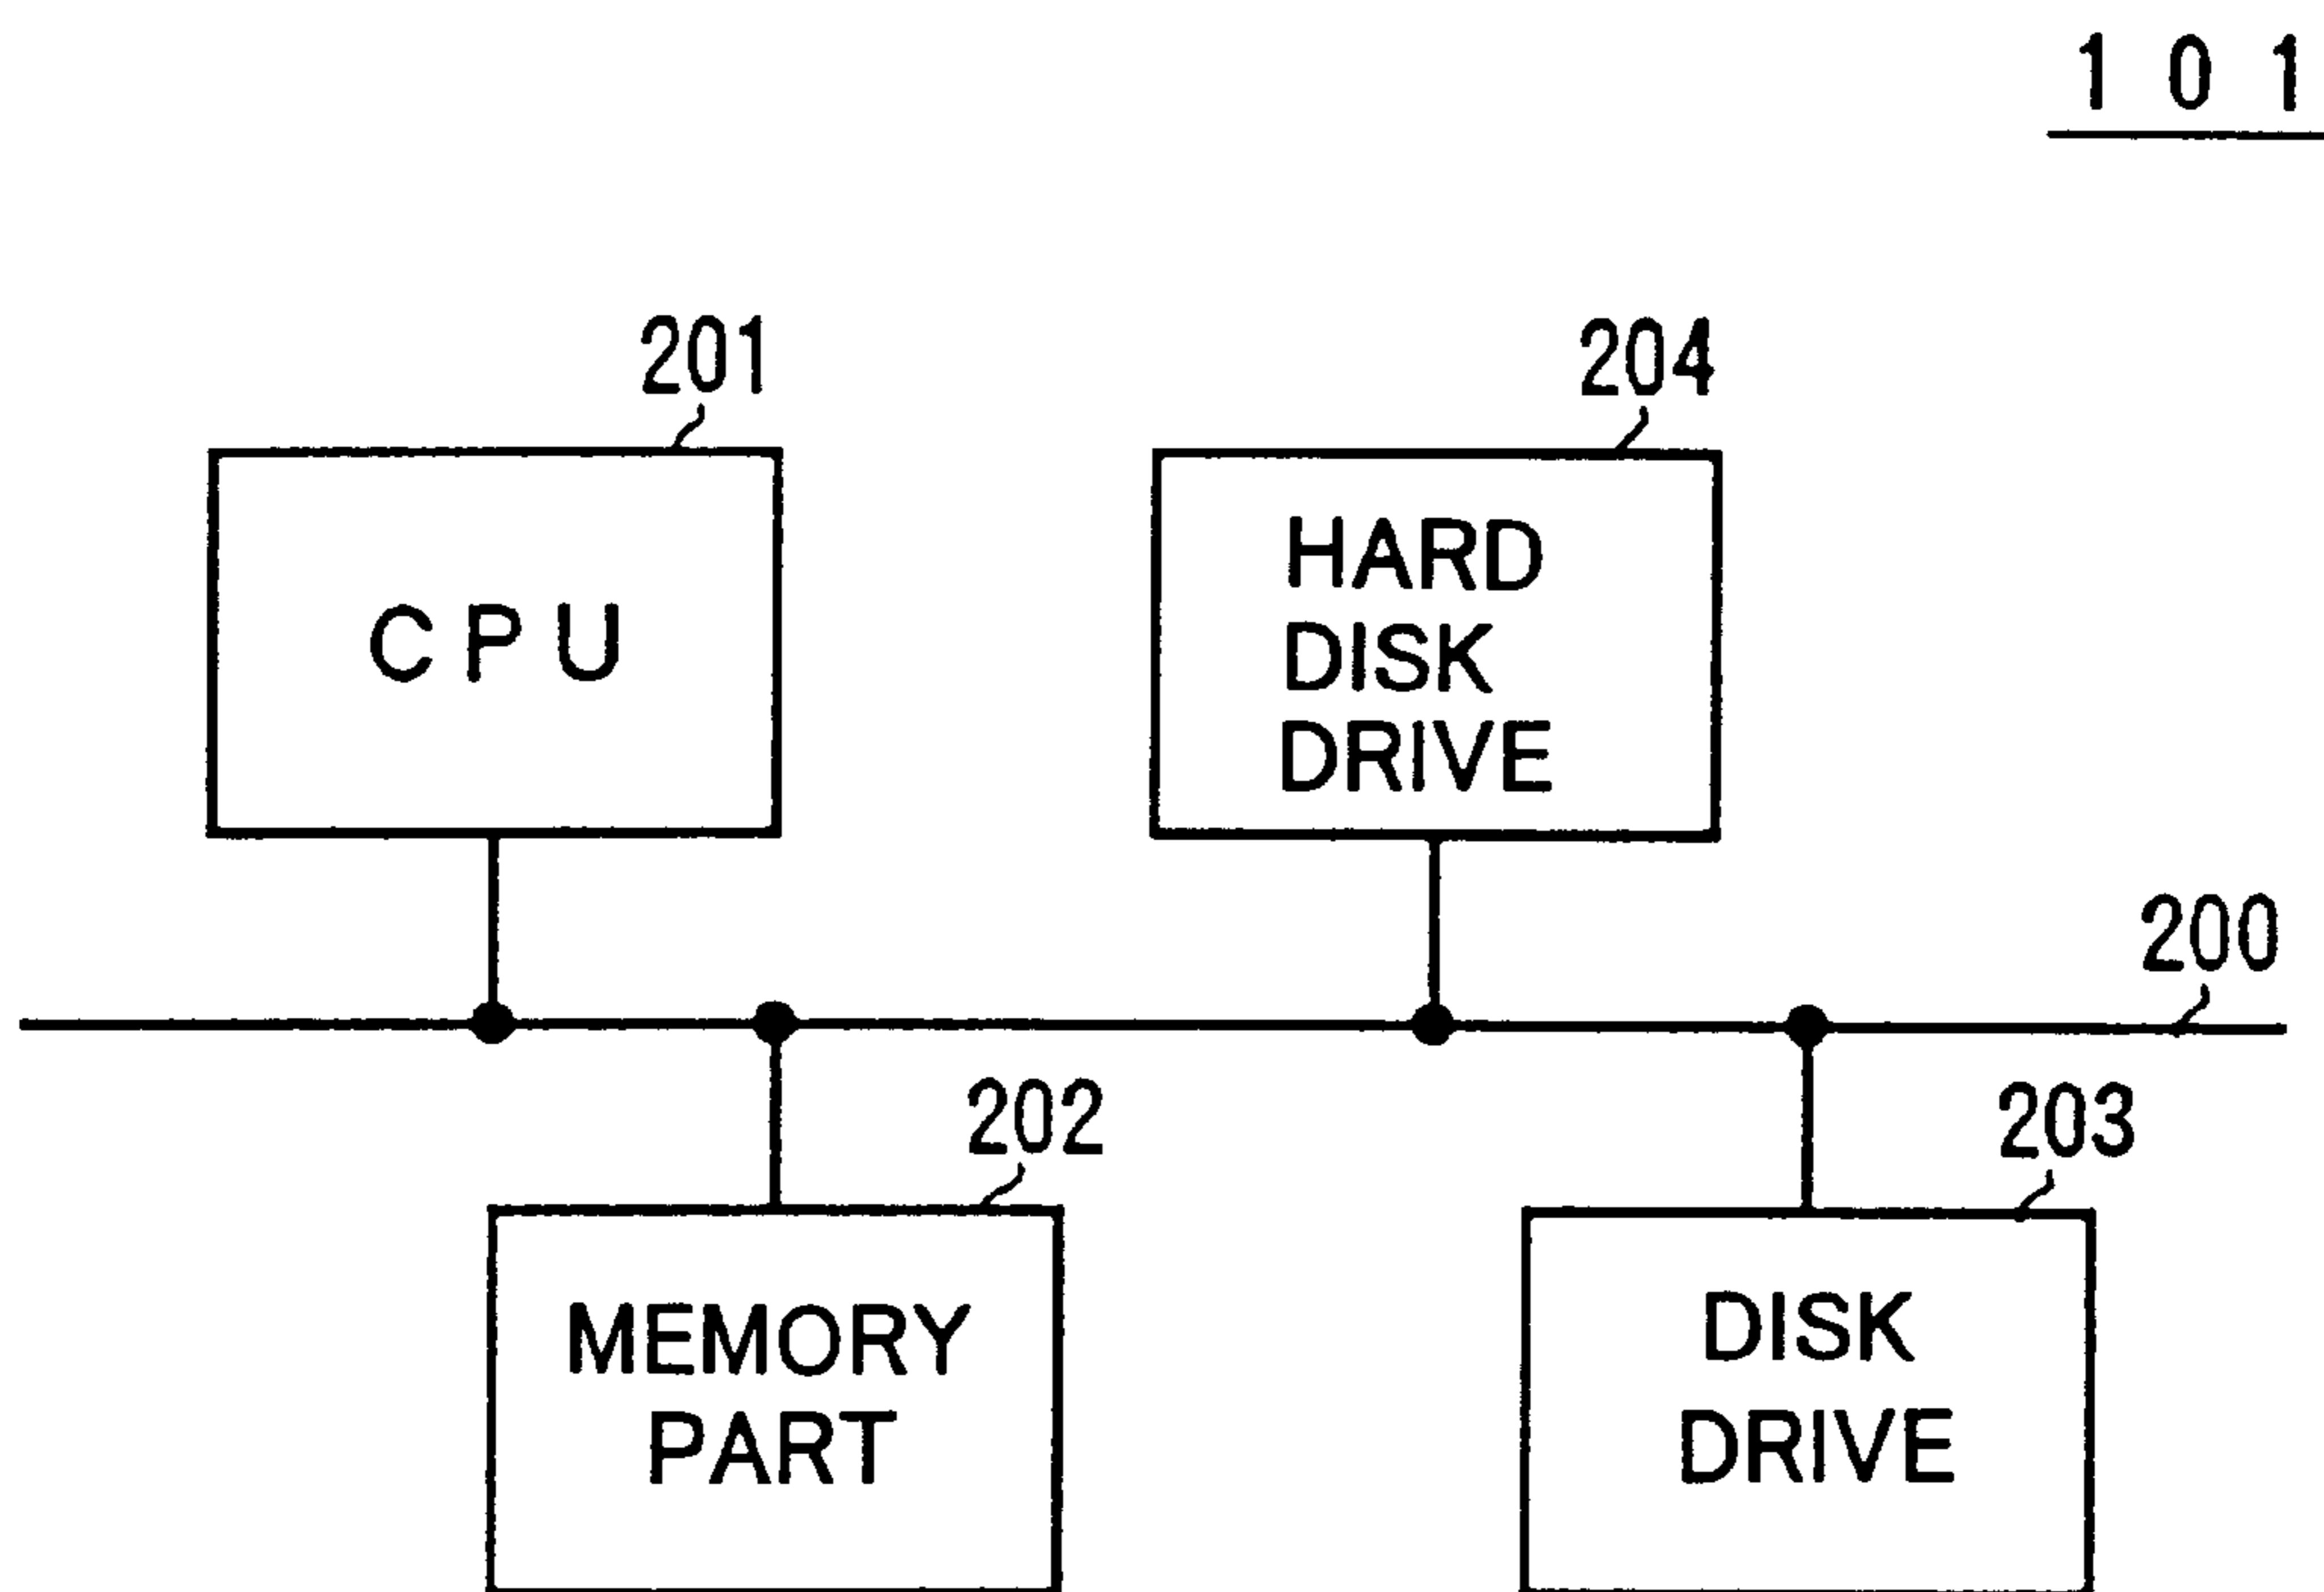 101
201
204
CPU
HARD
DISK
DRIVE
200
202
203
MEMORY
PART
DISK
DRIVE